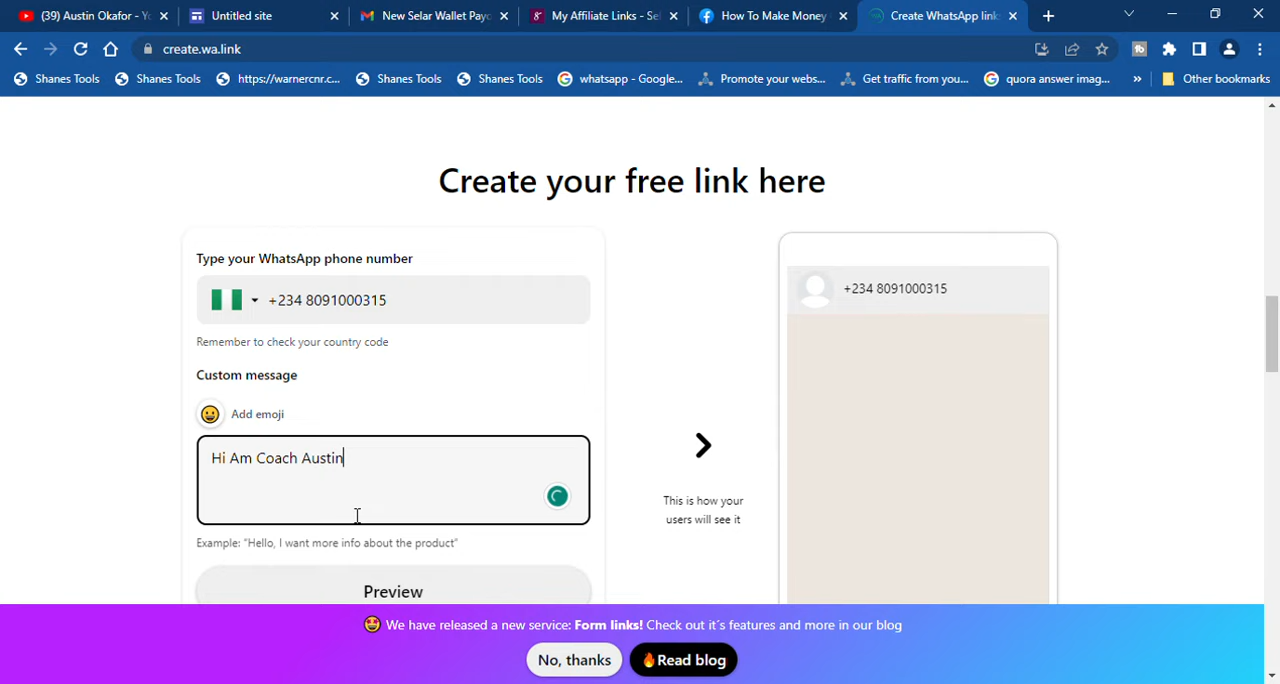 (39) Austin Okafor - Yo
Untitled site
New Selar Wallet Payo
My Affiliate Links - Sel
How To Make Money
Create WhatsApp link
create.wa.link
Shanes Tools
Shanes Tools
https://warnercnr.c...
Shanes Tools
Shanes Tools
whatsapp - Google...
Promote your webs...
Get traffic from you...
quora answer imag...
Other bookmarks
Create your free link here
Type your WhatsApp phone number
+234 8091000315
Remember to check your country code
Custom message
Add emoji
Hi Am Coach Austin
Example: "Hello, I want more info about the product"
Preview
This is how your
users will see it
+234 8091000315
We have released a new service: Form links! Check out it´s features and more in our blog
No, thanks
🔥Read blog